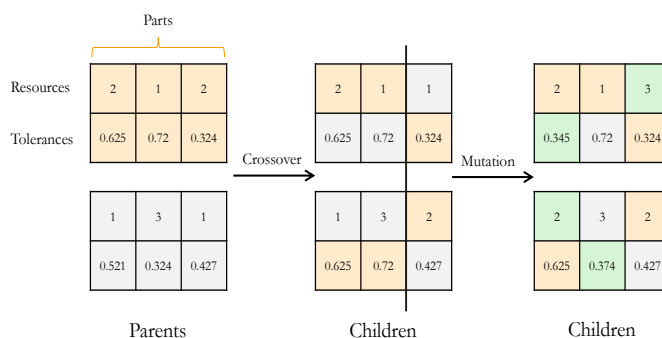 Parts
Resources 2 1 2 2 1 1 2 1 3
Tolerances 0.625 0.72 0.324 0.625 0.72 0.324 0.345 0.72 0.324
Crossover Mutation
1 3 1 1 3 2 2 3 2
0.521 0.324 0.427 0.625 0.72 0.427 0.625 0.374 0.427
Parents Children Children